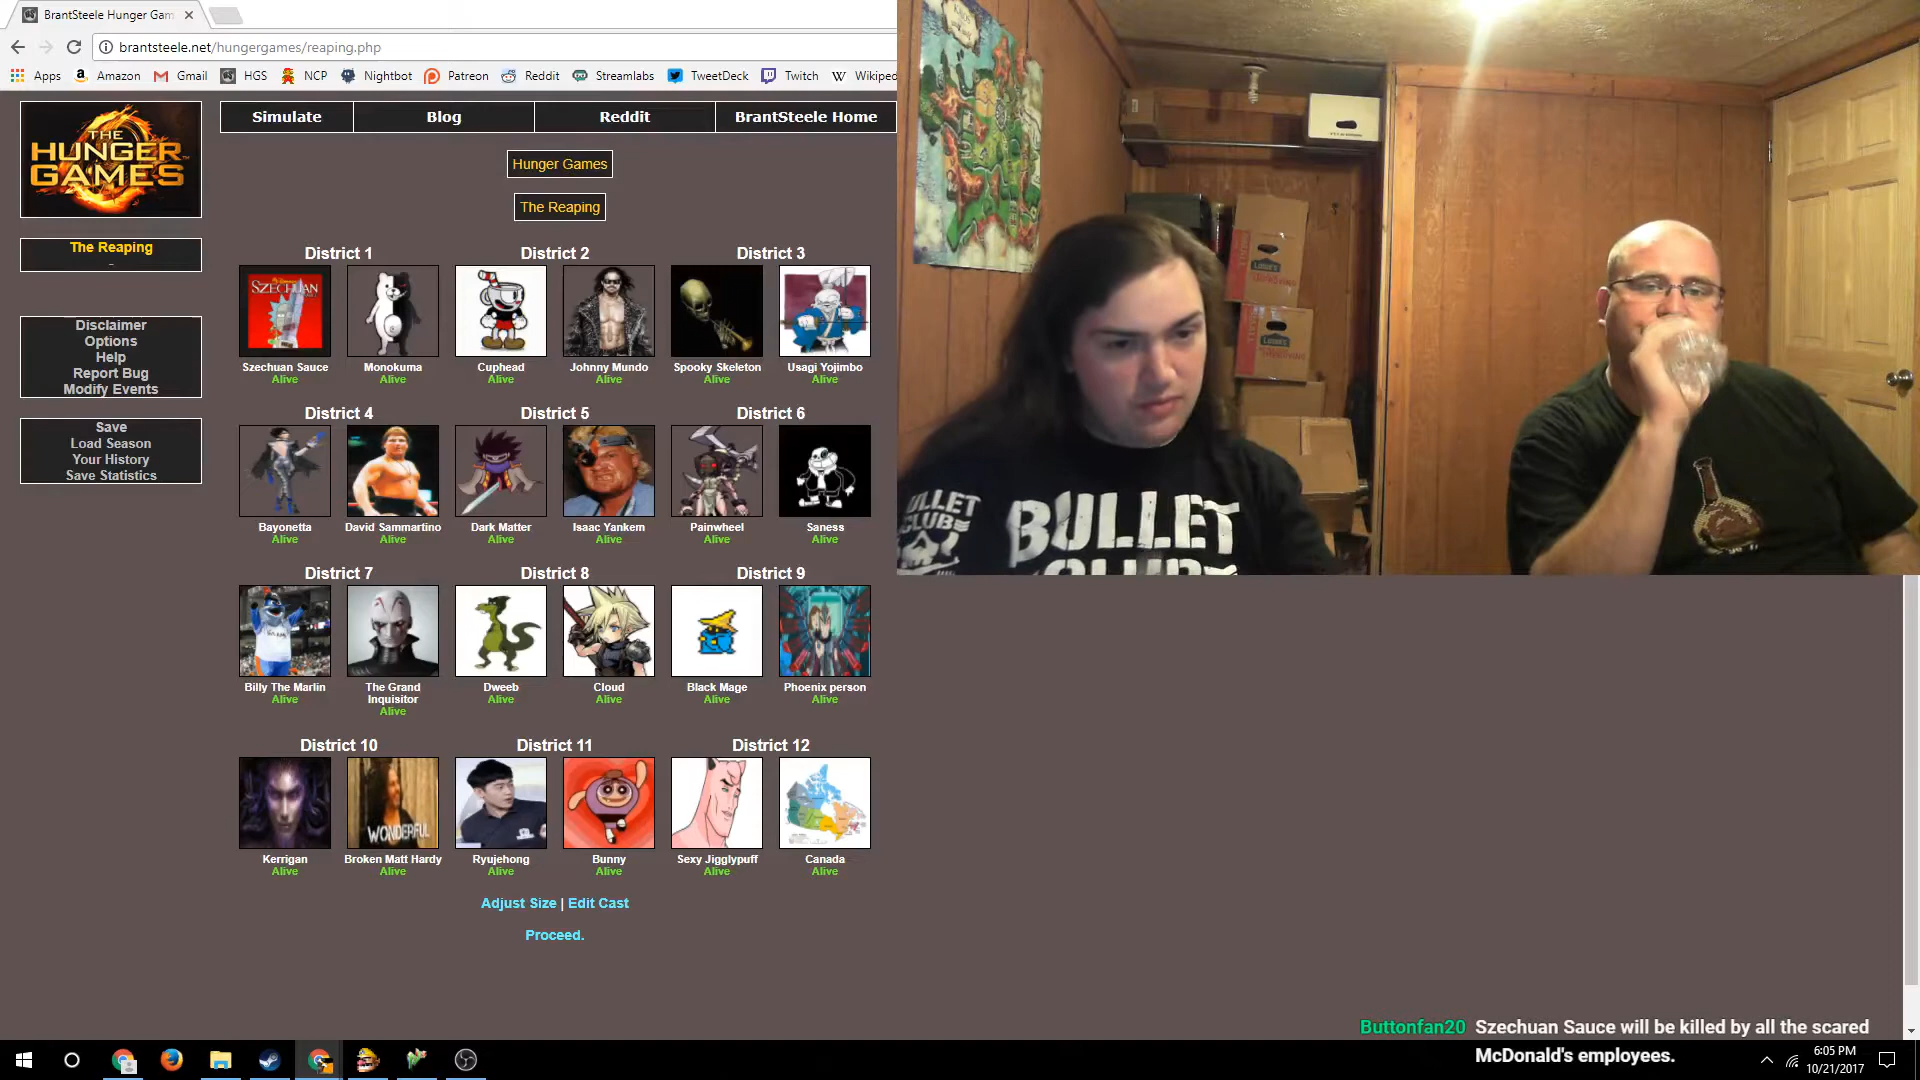 BrantSteele Hunger Gam
brantsteele.net/hungergames/reaping.php
Apps Amazon Gmail HGS NCP Nightbot Patreon Reddit Streamlabs TweetDeck Twitch Wikiped
THE HUNGER GAMES
Simulate Blog Reddit BrantSteele Home
Hunger Games
The Reaping
The Reaping
-
Disclaimer
Options
Help
Report Bug
Modify Events
Save
Load Season
Your History
Save Statistics
District 1 District 2 District 3
SZECHUAN
Szechuan Sauce Monokuma Cuphead Johnny Mundo Spooky Skeleton Usagi Yojimbo
Alive Alive Alive Alive Alive Alive
District 4 District 5 District 6
Bayonetta David Sammartino Dark Matter Isaac Yankem Painwheel Saness
Alive Alive Alive Alive Alive Alive
District 7 District 8 District 9
Billy The Marlin The Grand Inquisitor Dweeb Cloud Black Mage Phoenix person
Alive Alive Alive Alive Alive Alive
District 10 District 11 District 12
WONDERFUL
Kerrigan Broken Matt Hardy Ryujehong Bunny Sexy Jigglypuff Canada
Alive Alive Alive Alive Alive Alive
Adjust Size | Edit Cast
Proceed.
BULLET
CLUB
Buttonfan20 Szechuan Sauce will be killed by all the scared
McDonald's employees.
6:05 PM
10/21/2017